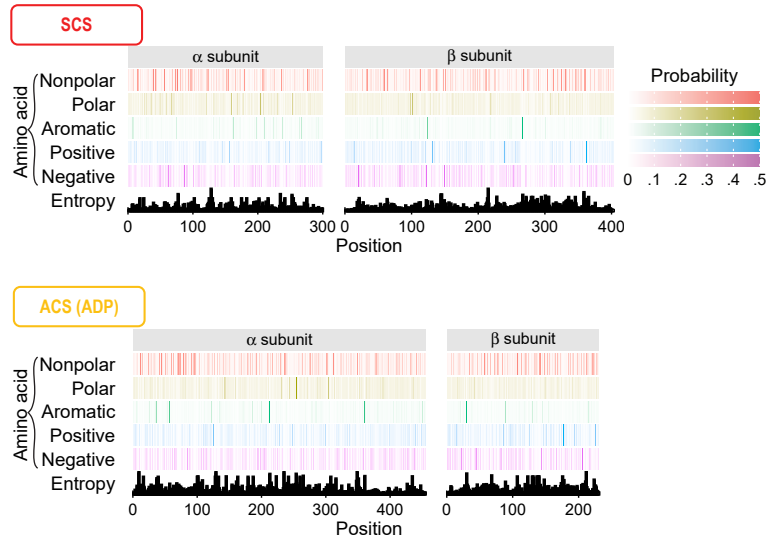 SCS
α subunit
β subunit
Amino acid
Nonpolar
Polar
Aromatic
Positive
Negative
Entropy
0 100 200 300 0 100 200 300 400
Position
Probability
0 .1 .2 .3 .4 .5
ACS (ADP)
α subunit
β subunit
Amino acid
Nonpolar
Polar
Aromatic
Positive
Negative
Entropy
0 100 200 300 400 0 100 200
Position